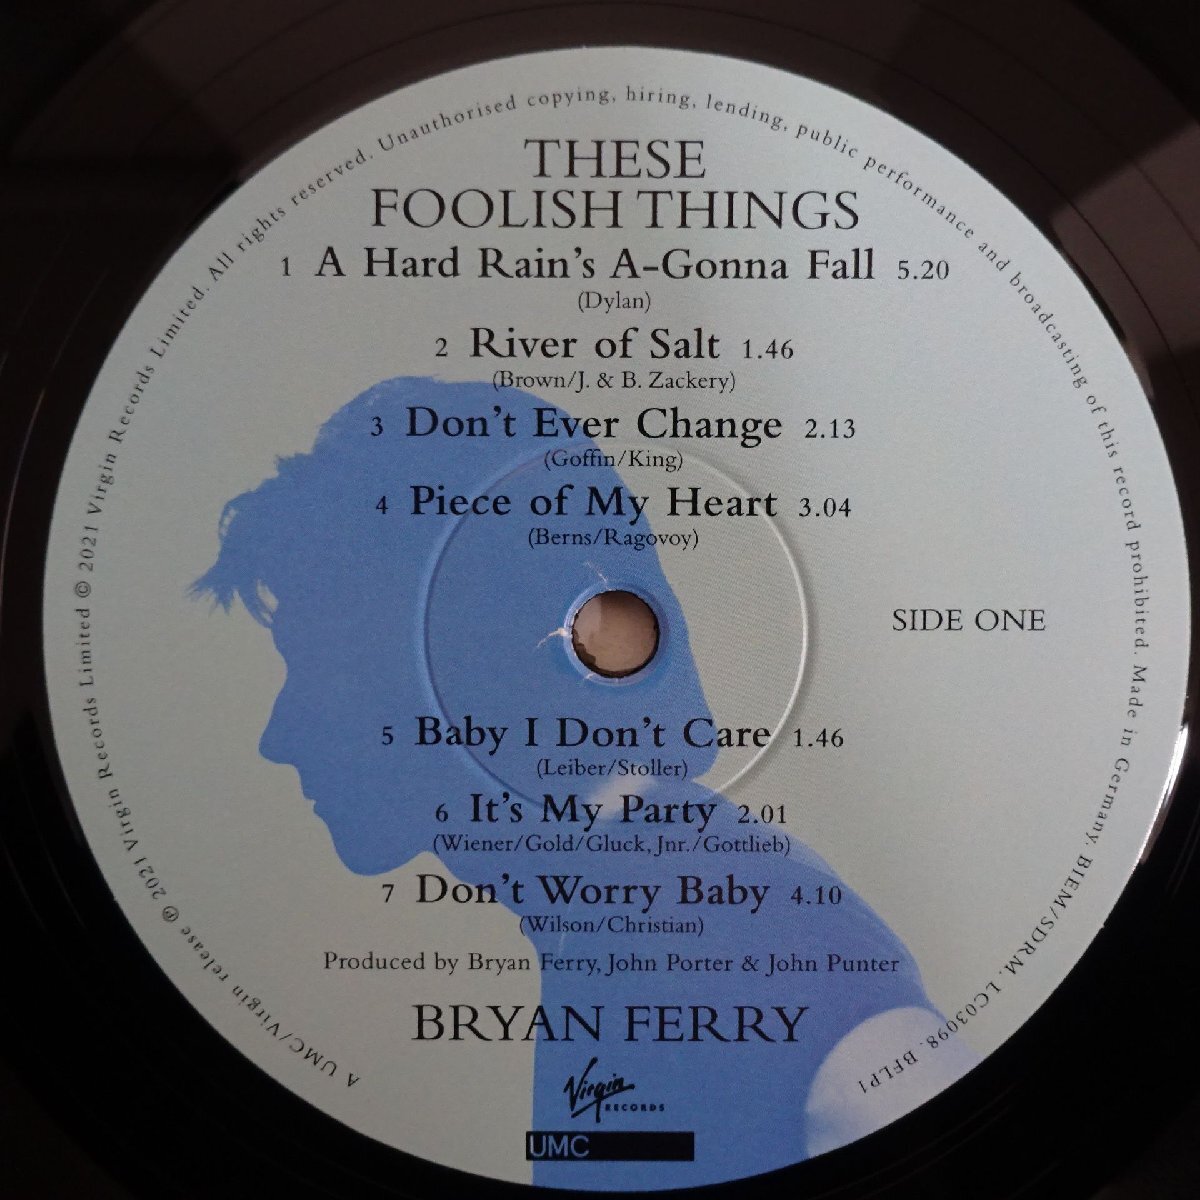 THESE
FOOLISH THINGS
1 A Hard Rain's A-Gonna Fall 5.20
(Dylan)
2 River of Salt 1.46
(Brown/J. & B. Zackery)
3 Don't Ever Change 2.13
(Goffin/King)
4 Piece of My Heart 3.04
(Berns/Ragovoy)
SIDE ONE
5 Baby I Don't Care 1.46
(Leiber/Stoller)
6 It's My Party 2.01
(Wiener/Gold/Gluck, Jnr./Gottlieb)
7 Don't Worry Baby 4.10
(Wilson/Christian)
Produced by Bryan Ferry, John Porter & John Punter
BRYAN FERRY
Virgin
RECORDS
UMC
A UMC/Virgin release ℗ 2021 Virgin Records Limited © 2021 Virgin Records Limited. All rights reserved. Unauthorised copying, hiring, lending, public performance and broadcasting of this record prohibited. Made in Germany. BIEM/SDRM. LC03098. BFLP1